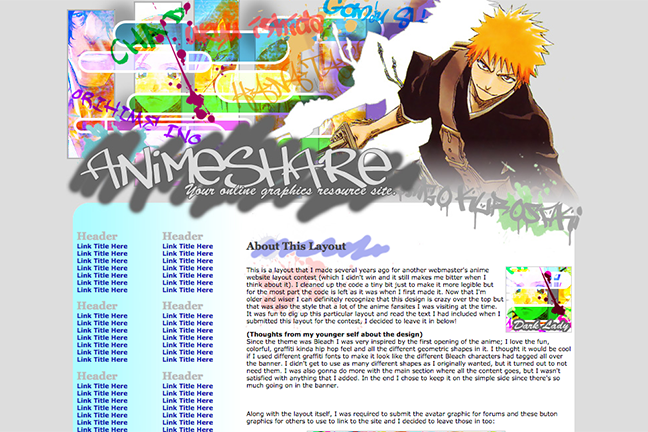 CHAD
Uryu Ishida
Ganju S
HANATARO
ORIHIME INO
ANiMESHARE
Your online graphics resource site.
KUROSAKi
Header Header
Link Title Here Link Title Here
Link Title Here Link Title Here
Link Title Here Link Title Here
Link Title Here Link Title Here
Link Title Here Link Title Here
Link Title Here Link Title Here
Header Header
Link Title Here Link Title Here
Link Title Here Link Title Here
Link Title Here Link Title Here
Link Title Here Link Title Here
Link Title Here Link Title Here
Link Title Here Link Title Here
Header Header
Link Title Here Link Title Here
Link Title Here Link Title Here
Link Title Here Link Title Here
Link Title Here Link Title Here
Link Title Here Link Title Here
About This Layout
This is a layout that I made several years ago for another webmaster's anime
website layout contest (which I didn't win and it still makes me bitter when I
think about it). I cleaned up the code a tiny bit just to make it more legible but
for the most part the code is left as it was when I first made it. Now that I'm
older and wiser I can definitely recognize that this design is crazy over the top but
that was also the style that a lot of the anime fansites I was visiting at the time.
It was fun to dig up this particular layout and read the text I had included when I
submitted this layout for the contest, I decided to leave it in below!
DarkLady
(Thoughts from my younger self about the design)
Since the theme was Bleach I was very inspired by the first opening of the anime; I love the fun,
colorful, graffiti kinda hip hop feel and all the different geometric shapes in it. I thought it would be cool
if I used different graffiti fonts to make it look like the different Bleach characters had tagged all over
the banner. I didn't get to use as many different shapes as I originally wanted, but it turned out to not
need them. I was also gonna do more with the main section where all the content goes, but I wasn't
satisfied with anything that I added. In the end I chose to keep it on the simple side since there's so
much going on in the banner.
Along with the layout itself, I was required to submit the avatar graphic for forums and these buton
graphics for others to use to link to the site and I decided to leave those in too: